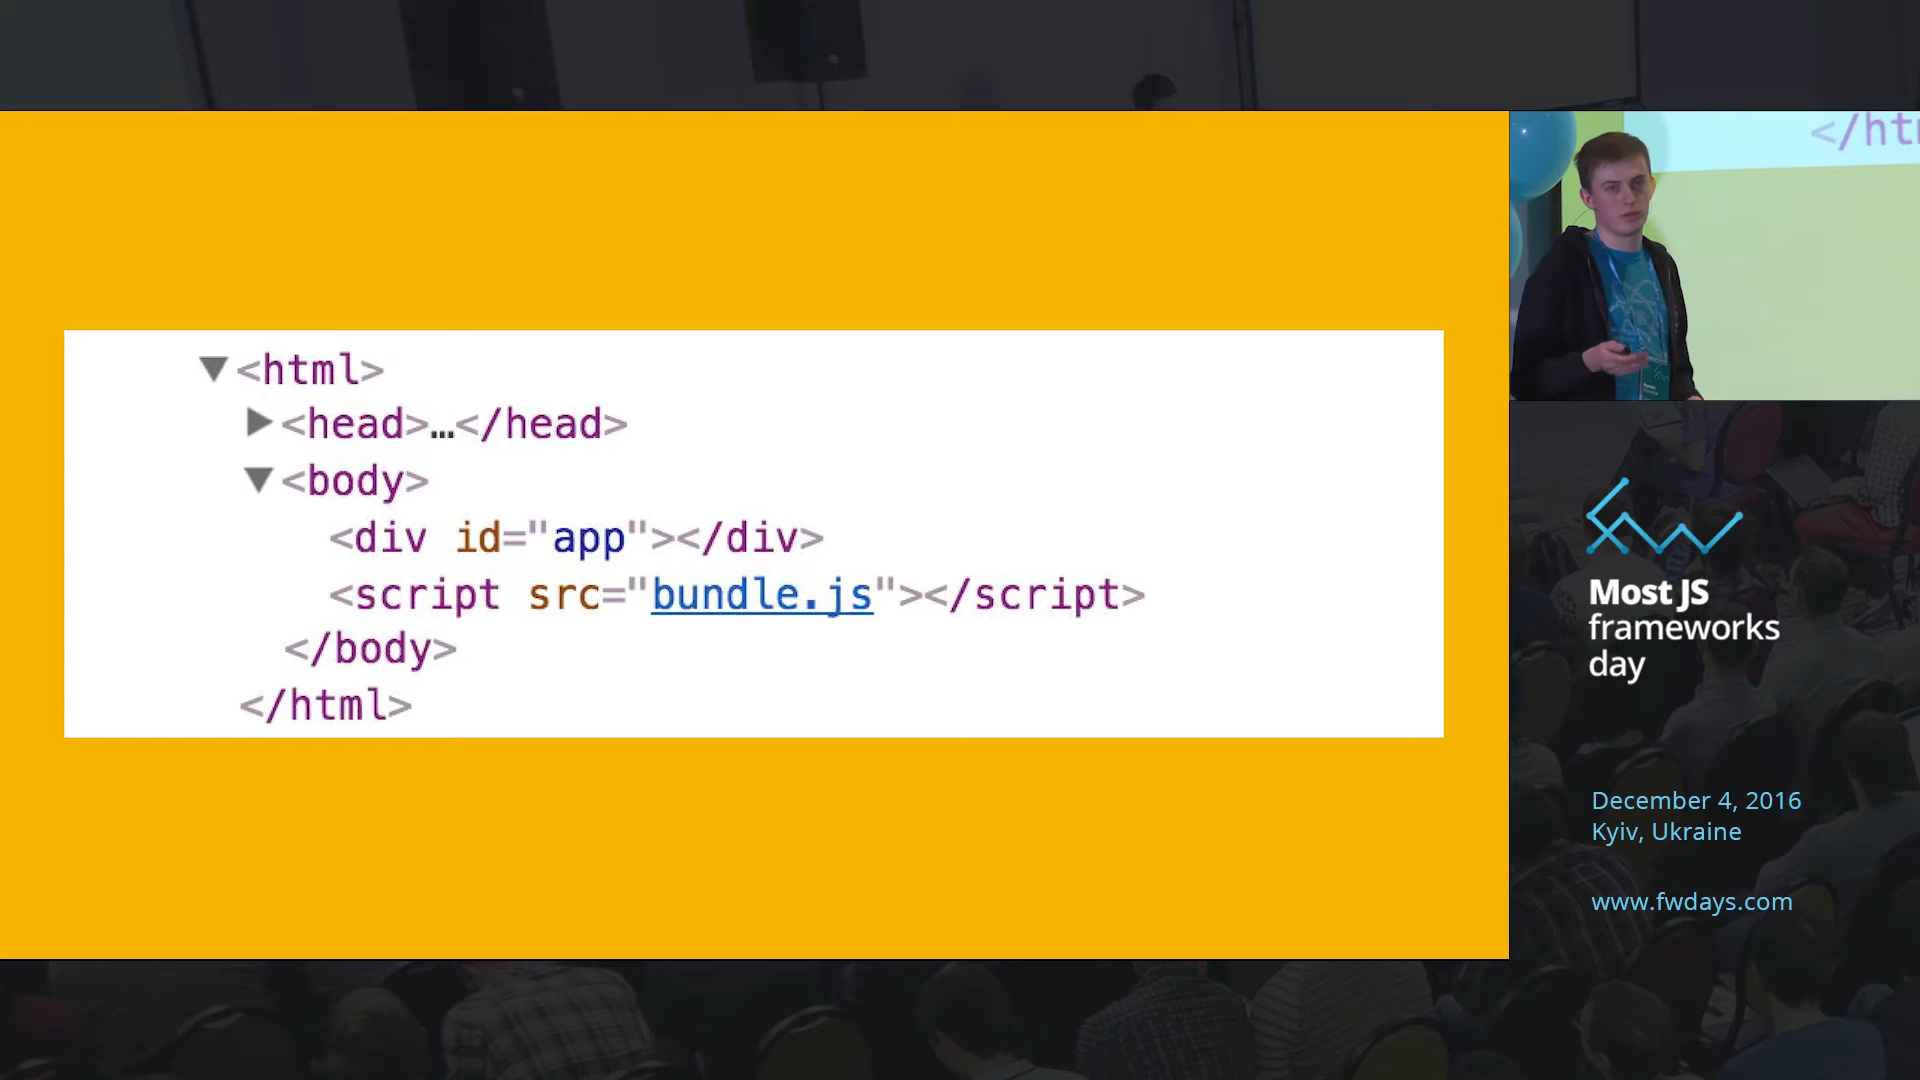 <html>
<head>…</head>
<body>
<div id="app"></div>
<script src="bundle.js"></script>
</body>
</html>
</htm
Most JS
frameworks
day
December 4, 2016
Kyiv, Ukraine
www.fwdays.com